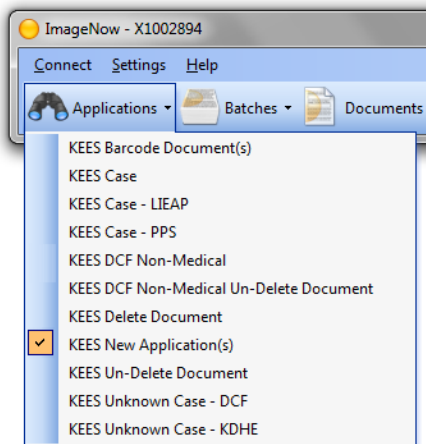 ImageNow - X1002894
Connect Settings Help
Applications Batches Documents
KEES Barcode Document(s)
KEES Case
KEES Case - LIEAP
KEES Case - PPS
KEES DCF Non-Medical
KEES DCF Non-Medical Un-Delete Document
KEES Delete Document
KEES New Application(s)
KEES Un-Delete Document
KEES Unknown Case - DCF
KEES Unknown Case - KDHE